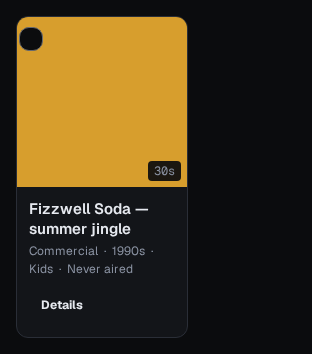 30s
Fizzwell Soda —
summer jingle
Commercial · 1990s ·
Kids · Never aired
Details